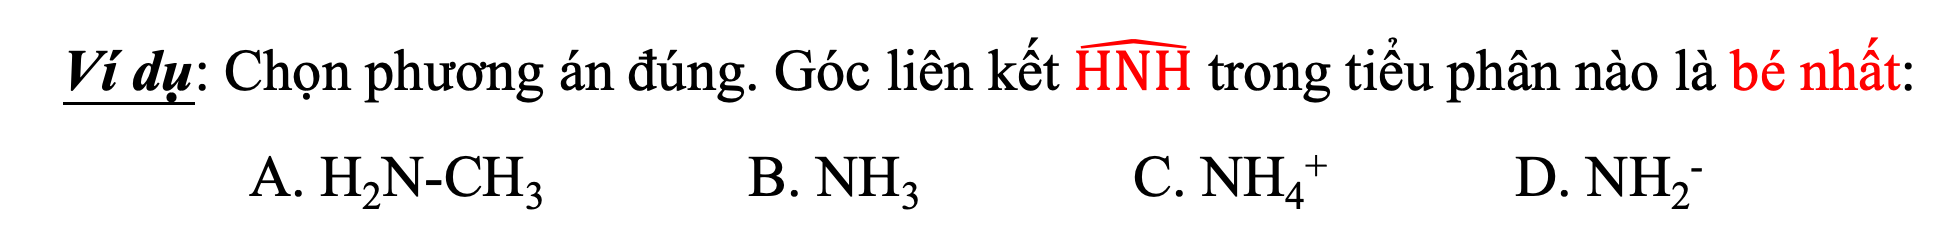 Ví dụ: Chọn phương án đúng. Góc liên kết HNH trong tiểu phân nào là bé nhất:
A. H₂N-CH₃ B. NH₃ C. NH₄⁺ D. NH₂⁻